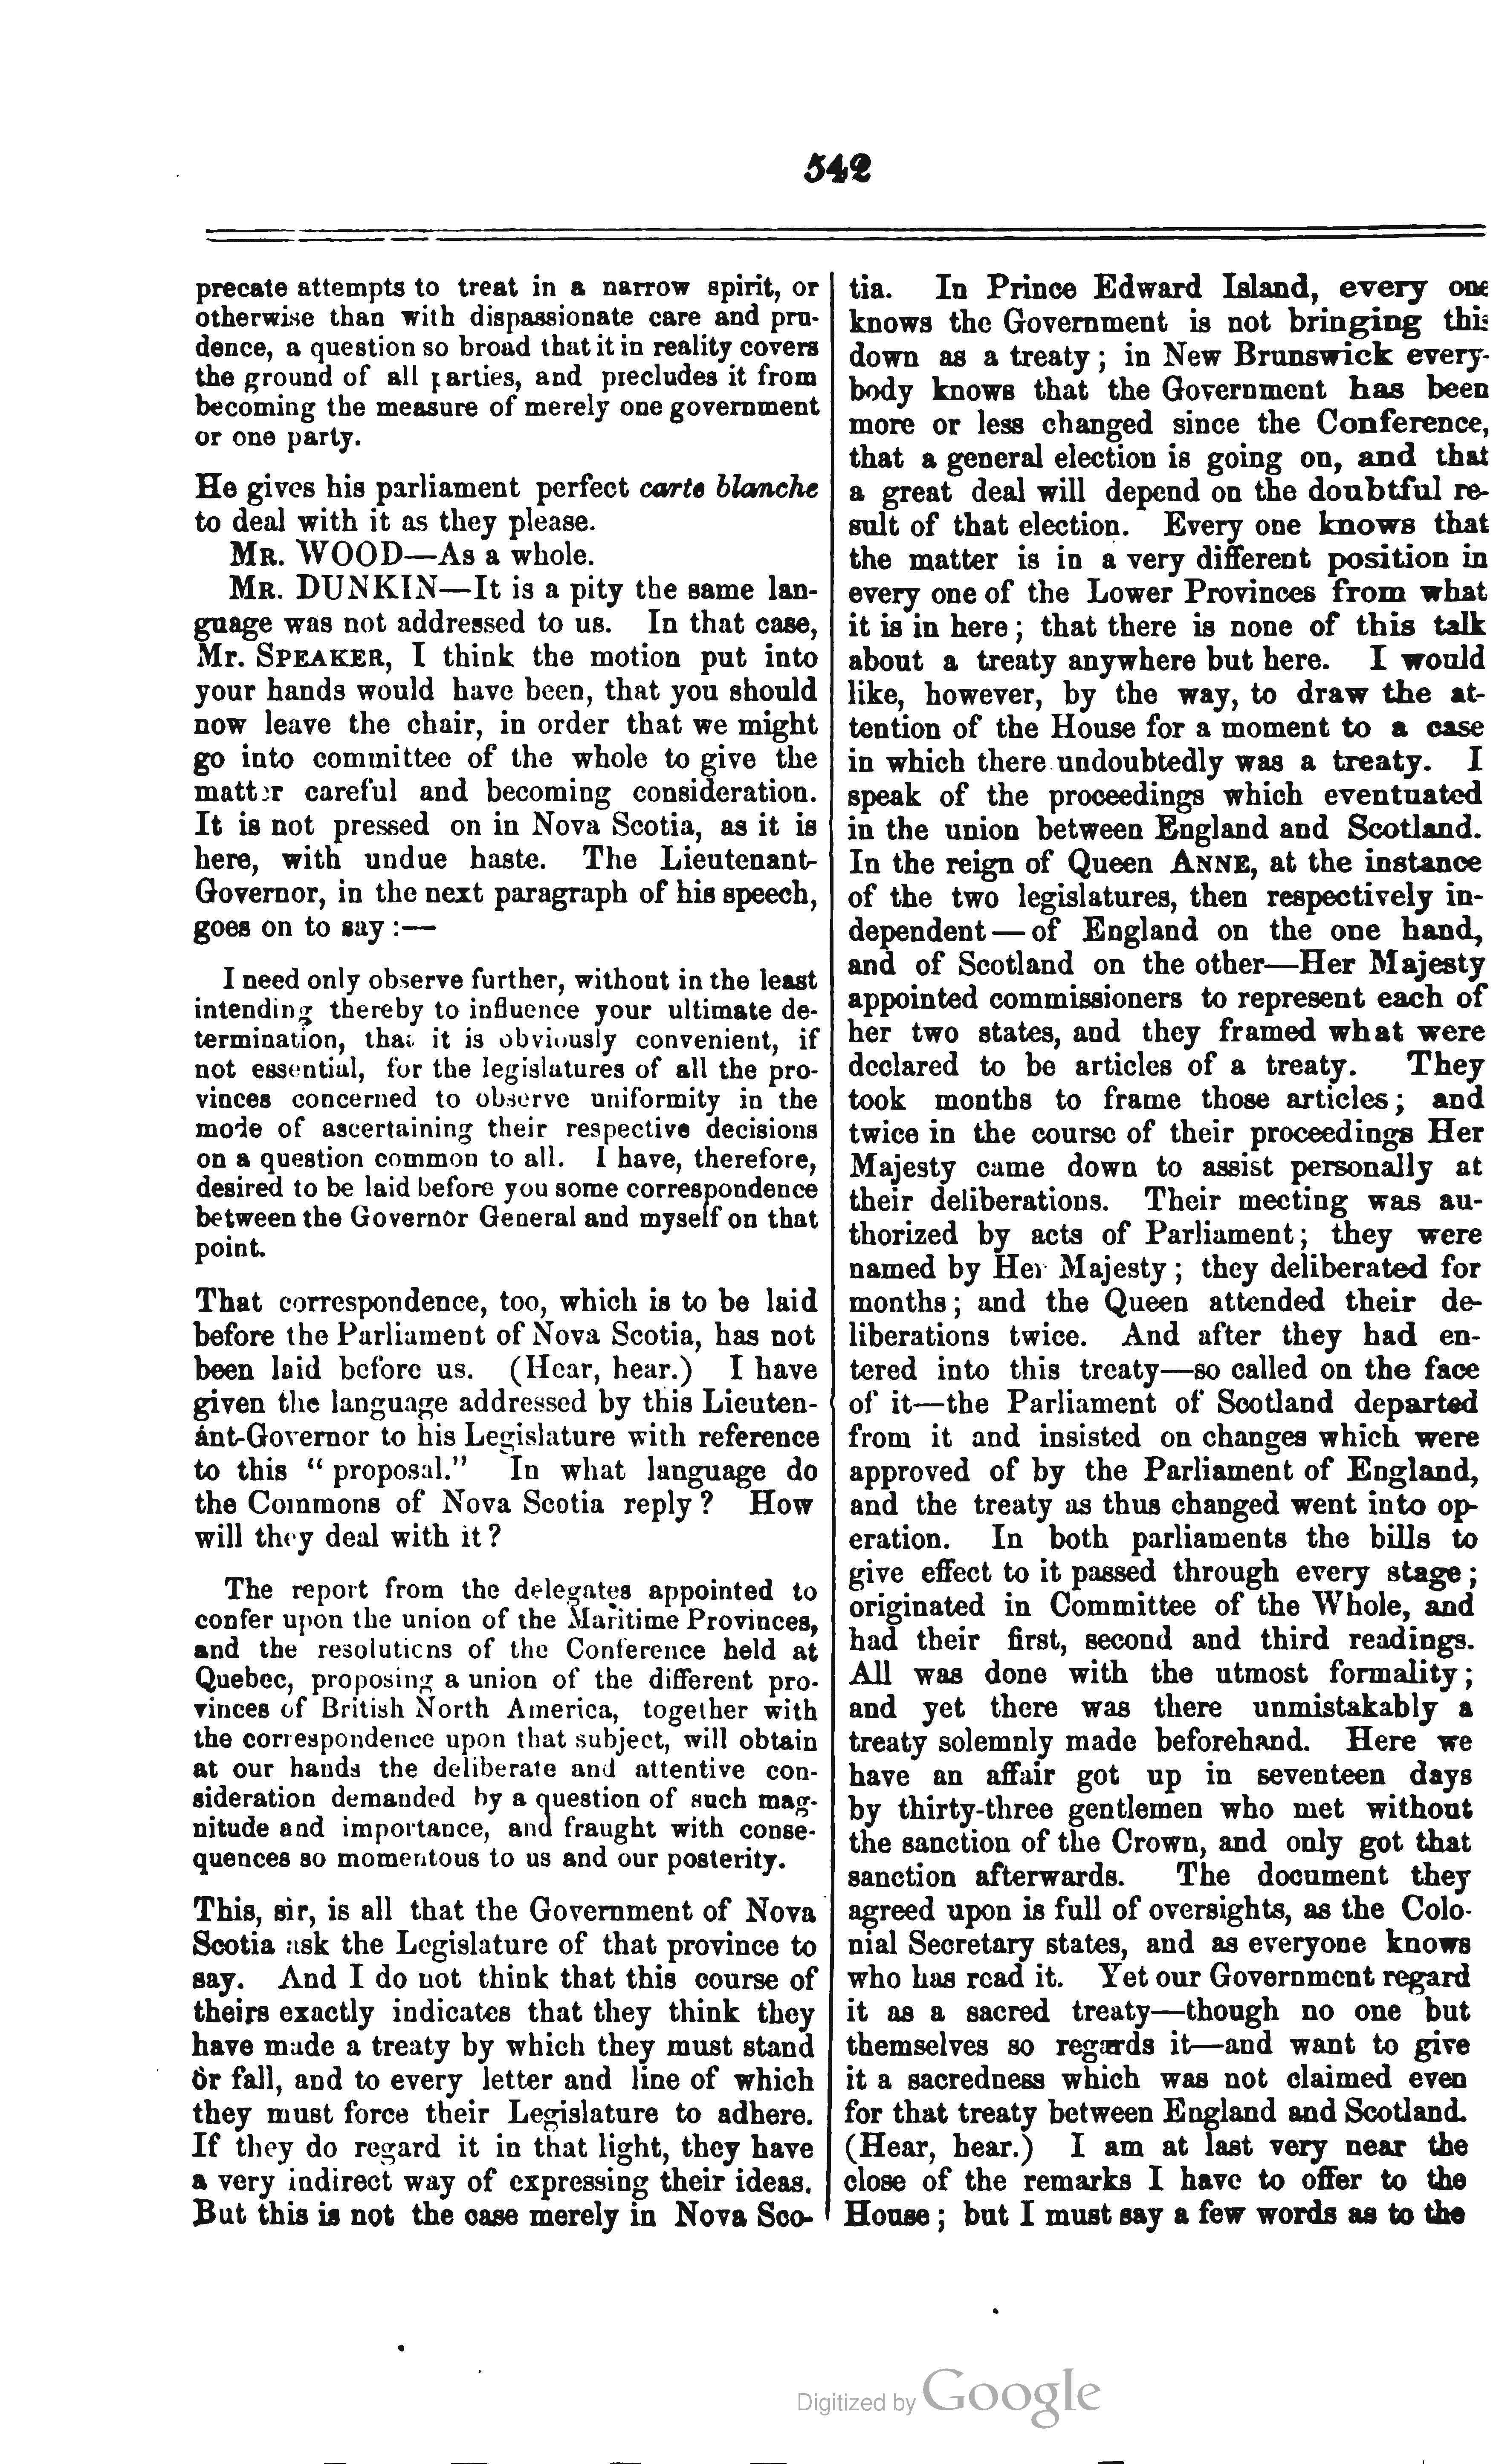 542
precate attempts to treat in a narrow spirit, or
otherwise than with dispassionate care and pru-
dence, a question so broad that it in reality covers
the ground of all parties, and precludes it from
becoming the measure of merely one government
or one party.
He gives his parliament perfect carte blanche
to deal with it as they please.
MR. WOOD—As a whole.
MR. DUNKIN—It is a pity the same lan-
guage was not addressed to us. In that case,
Mr. SPEAKER, I think the motion put into
your hands would have been, that you should
now leave the chair, in order that we might
go into committee of the whole to give the
matter careful and becoming consideration.
It is not pressed on in Nova Scotia, as it is
here, with undue haste. The Lieutenant-
Governor, in the next paragraph of his speech,
goes on to say :—
I need only observe further, without in the least
intending thereby to influence your ultimate de-
termination, that it is obviously convenient, if
not essential, for the legislatures of all the pro-
vinces concerned to observe uniformity in the
mode of ascertaining their respective decisions
on a question common to all. I have, therefore,
desired to be laid before you some correspondence
between the Governor General and myself on that
point.
That correspondence, too, which is to be laid
before the Parliament of Nova Scotia, has not
been laid before us. (Hear, hear.) I have
given the language addressed by this Lieuten-
ant-Governor to his Legislature with reference
to this " proposal." In what language do
the Commons of Nova Scotia reply ? How
will they deal with it ?
The report from the delegates appointed to
confer upon the union of the Maritime Provinces,
and the resolutions of the Conference held at
Quebec, proposing a union of the different pro-
vinces of British North America, together with
the correspondence upon that subject, will obtain
at our hands the deliberate and attentive con-
sideration demanded by a question of such mag-
nitude and importance, and fraught with conse-
quences so momentous to us and our posterity.
This, sir, is all that the Government of Nova
Scotia ask the Legislature of that province to
say. And I do not think that this course of
theirs exactly indicates that they think they
have made a treaty by which they must stand
or fall, and to every letter and line of which
they must force their Legislature to adhere.
If they do regard it in that light, they have
a very indirect way of expressing their ideas.
But this is not the case merely in Nova Sco-
tia. In Prince Edward Island, every one
knows the Government is not bringing this
down as a treaty ; in New Brunswick every-
body knows that the Government has been
more or less changed since the Conference,
that a general election is going on, and that
a great deal will depend on the doubtful re-
sult of that election. Every one knows that
the matter is in a very different position in
every one of the Lower Provinces from what
it is in here ; that there is none of this talk
about a treaty anywhere but here. I would
like, however, by the way, to draw the at-
tention of the House for a moment to a case
in which there undoubtedly was a treaty. I
speak of the proceedings which eventuated
in the union between England and Scotland.
In the reign of Queen ANNE, at the instance
of the two legislatures, then respectively in-
dependent—of England on the one hand,
and of Scotland on the other—Her Majesty
appointed commissioners to represent each of
her two states, and they framed what were
declared to be articles of a treaty. They
took months to frame those articles ; and
twice in the course of their proceedings Her
Majesty came down to assist personally at
their deliberations. Their meeting was au-
thorized by acts of Parliament ; they were
named by Her Majesty ; they deliberated for
months ; and the Queen attended their de-
liberations twice. And after they had en-
tered into this treaty—so called on the face
of it—the Parliament of Scotland departed
from it and insisted on changes which were
approved of by the Parliament of England,
and the treaty as thus changed went into op-
eration. In both parliaments the bills to
give effect to it passed through every stage ;
originated in Committee of the Whole, and
had their first, second and third readings.
All was done with the utmost formality ;
and yet there was there unmistakably a
treaty solemnly made beforehand. Here we
have an affair got up in seventeen days
by thirty-three gentlemen who met without
the sanction of the Crown, and only got that
sanction afterwards. The document they
agreed upon is full of oversights, as the Colo-
nial Secretary states, and as everyone knows
who has read it. Yet our Government regard
it as a sacred treaty—though no one but
themselves so regards it—and want to give
it a sacredness which was not claimed even
for that treaty between England and Scotland.
(Hear, hear.) I am at last very near the
close of the remarks I have to offer to the
House ; but I must say a few words as to the
Digitized by Google